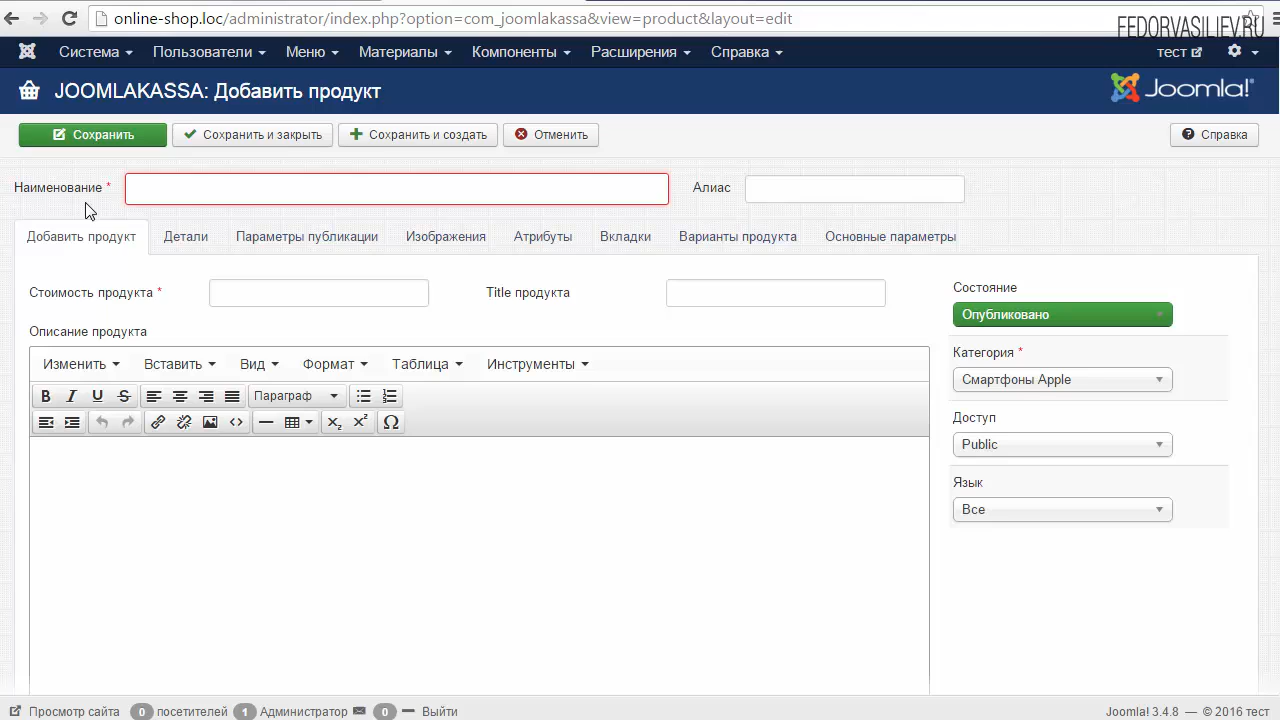 online-shop.loc/administrator/index.php?option=com_joomlakassa&view=product&layout=edit
FEDORVASILIEV.RU
Система Пользователи Меню Материалы Компоненты Расширения Справка тест
JOOMLAKASSA: Добавить продукт Joomla!
Сохранить Сохранить и закрыть Сохранить и создать Отменить Справка
Наименование * Алиас
Добавить продукт Детали Параметры публикации Изображения Атрибуты Вкладки Варианты продукта Основные параметры
Стоимость продукта * Title продукта
Состояние
Опубликовано
Описание продукта
Категория *
Изменить Вставить Вид Формат Таблица Инструменты
Смартфоны Apple
B I U S Параграф
Доступ
Public
Язык
Все
Просмотр сайта 0 посетителей 1 Администратор 0 Выйти Joomla! 3.4.8 — © 2016 тест